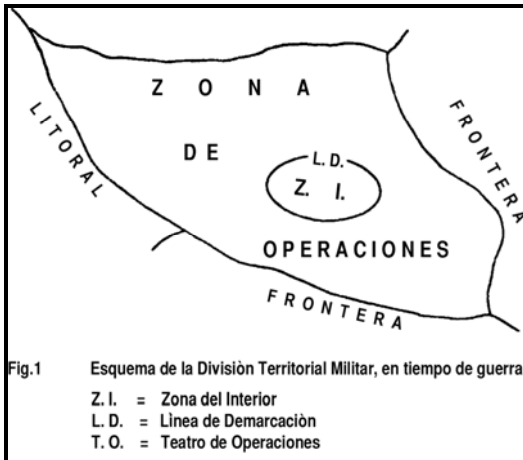 Z O N A
LITORAL
D E
L. D.
Z. I.
FRONTERA
OPERACIONES
FRONTERA
Fig.1 Esquema de la Divisiòn Territorial Militar, en tiempo de guerra
Z. I. = Zona del Interior
L. D. = Lìnea de Demarcaciòn
T. O. = Teatro de Operaciones